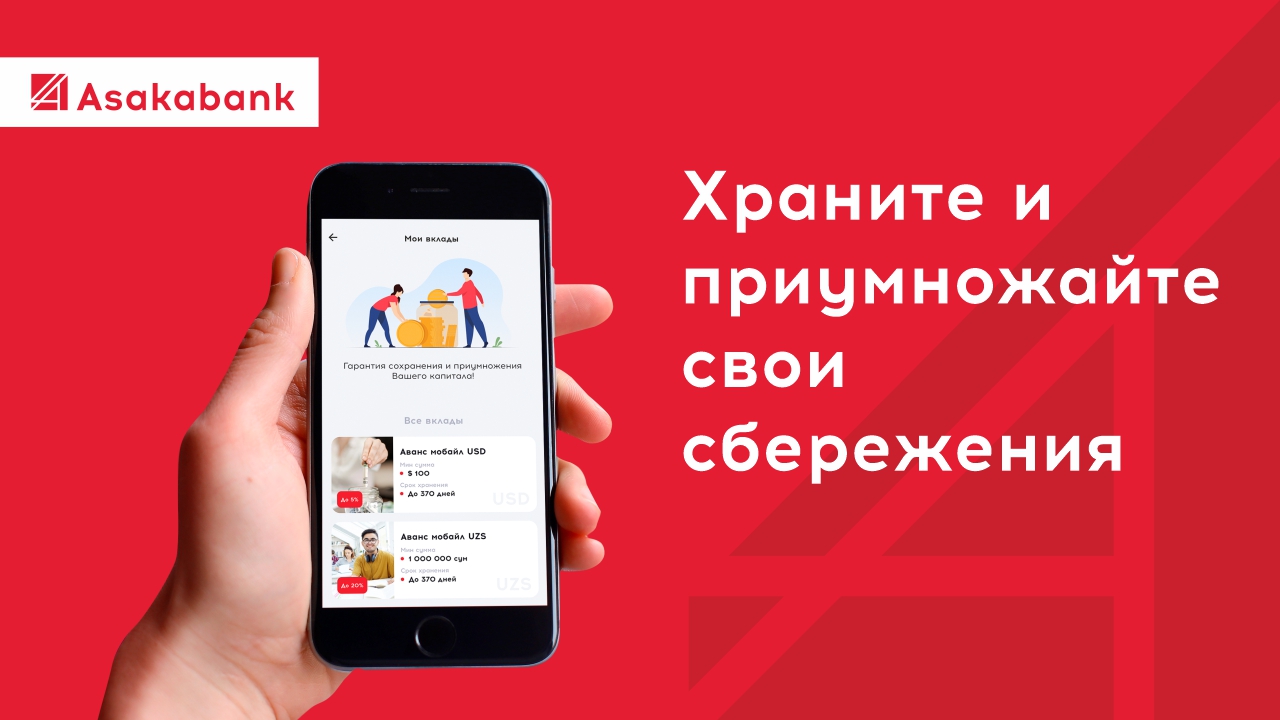 Asakabank
Храните и
приумножайте
свои
сбережения
Мои вклады
Гарантия сохранения и приумножения
Вашего капитала!
Все вклады
Аванс мобайл USD
Мин сумма
$ 100
Срок хранения
До 370 дней
До 5%
USD
Аванс мобайл UZS
Мин сумма
1 000 000 сум
Срок хранения
До 370 дней
До 20%
UZS